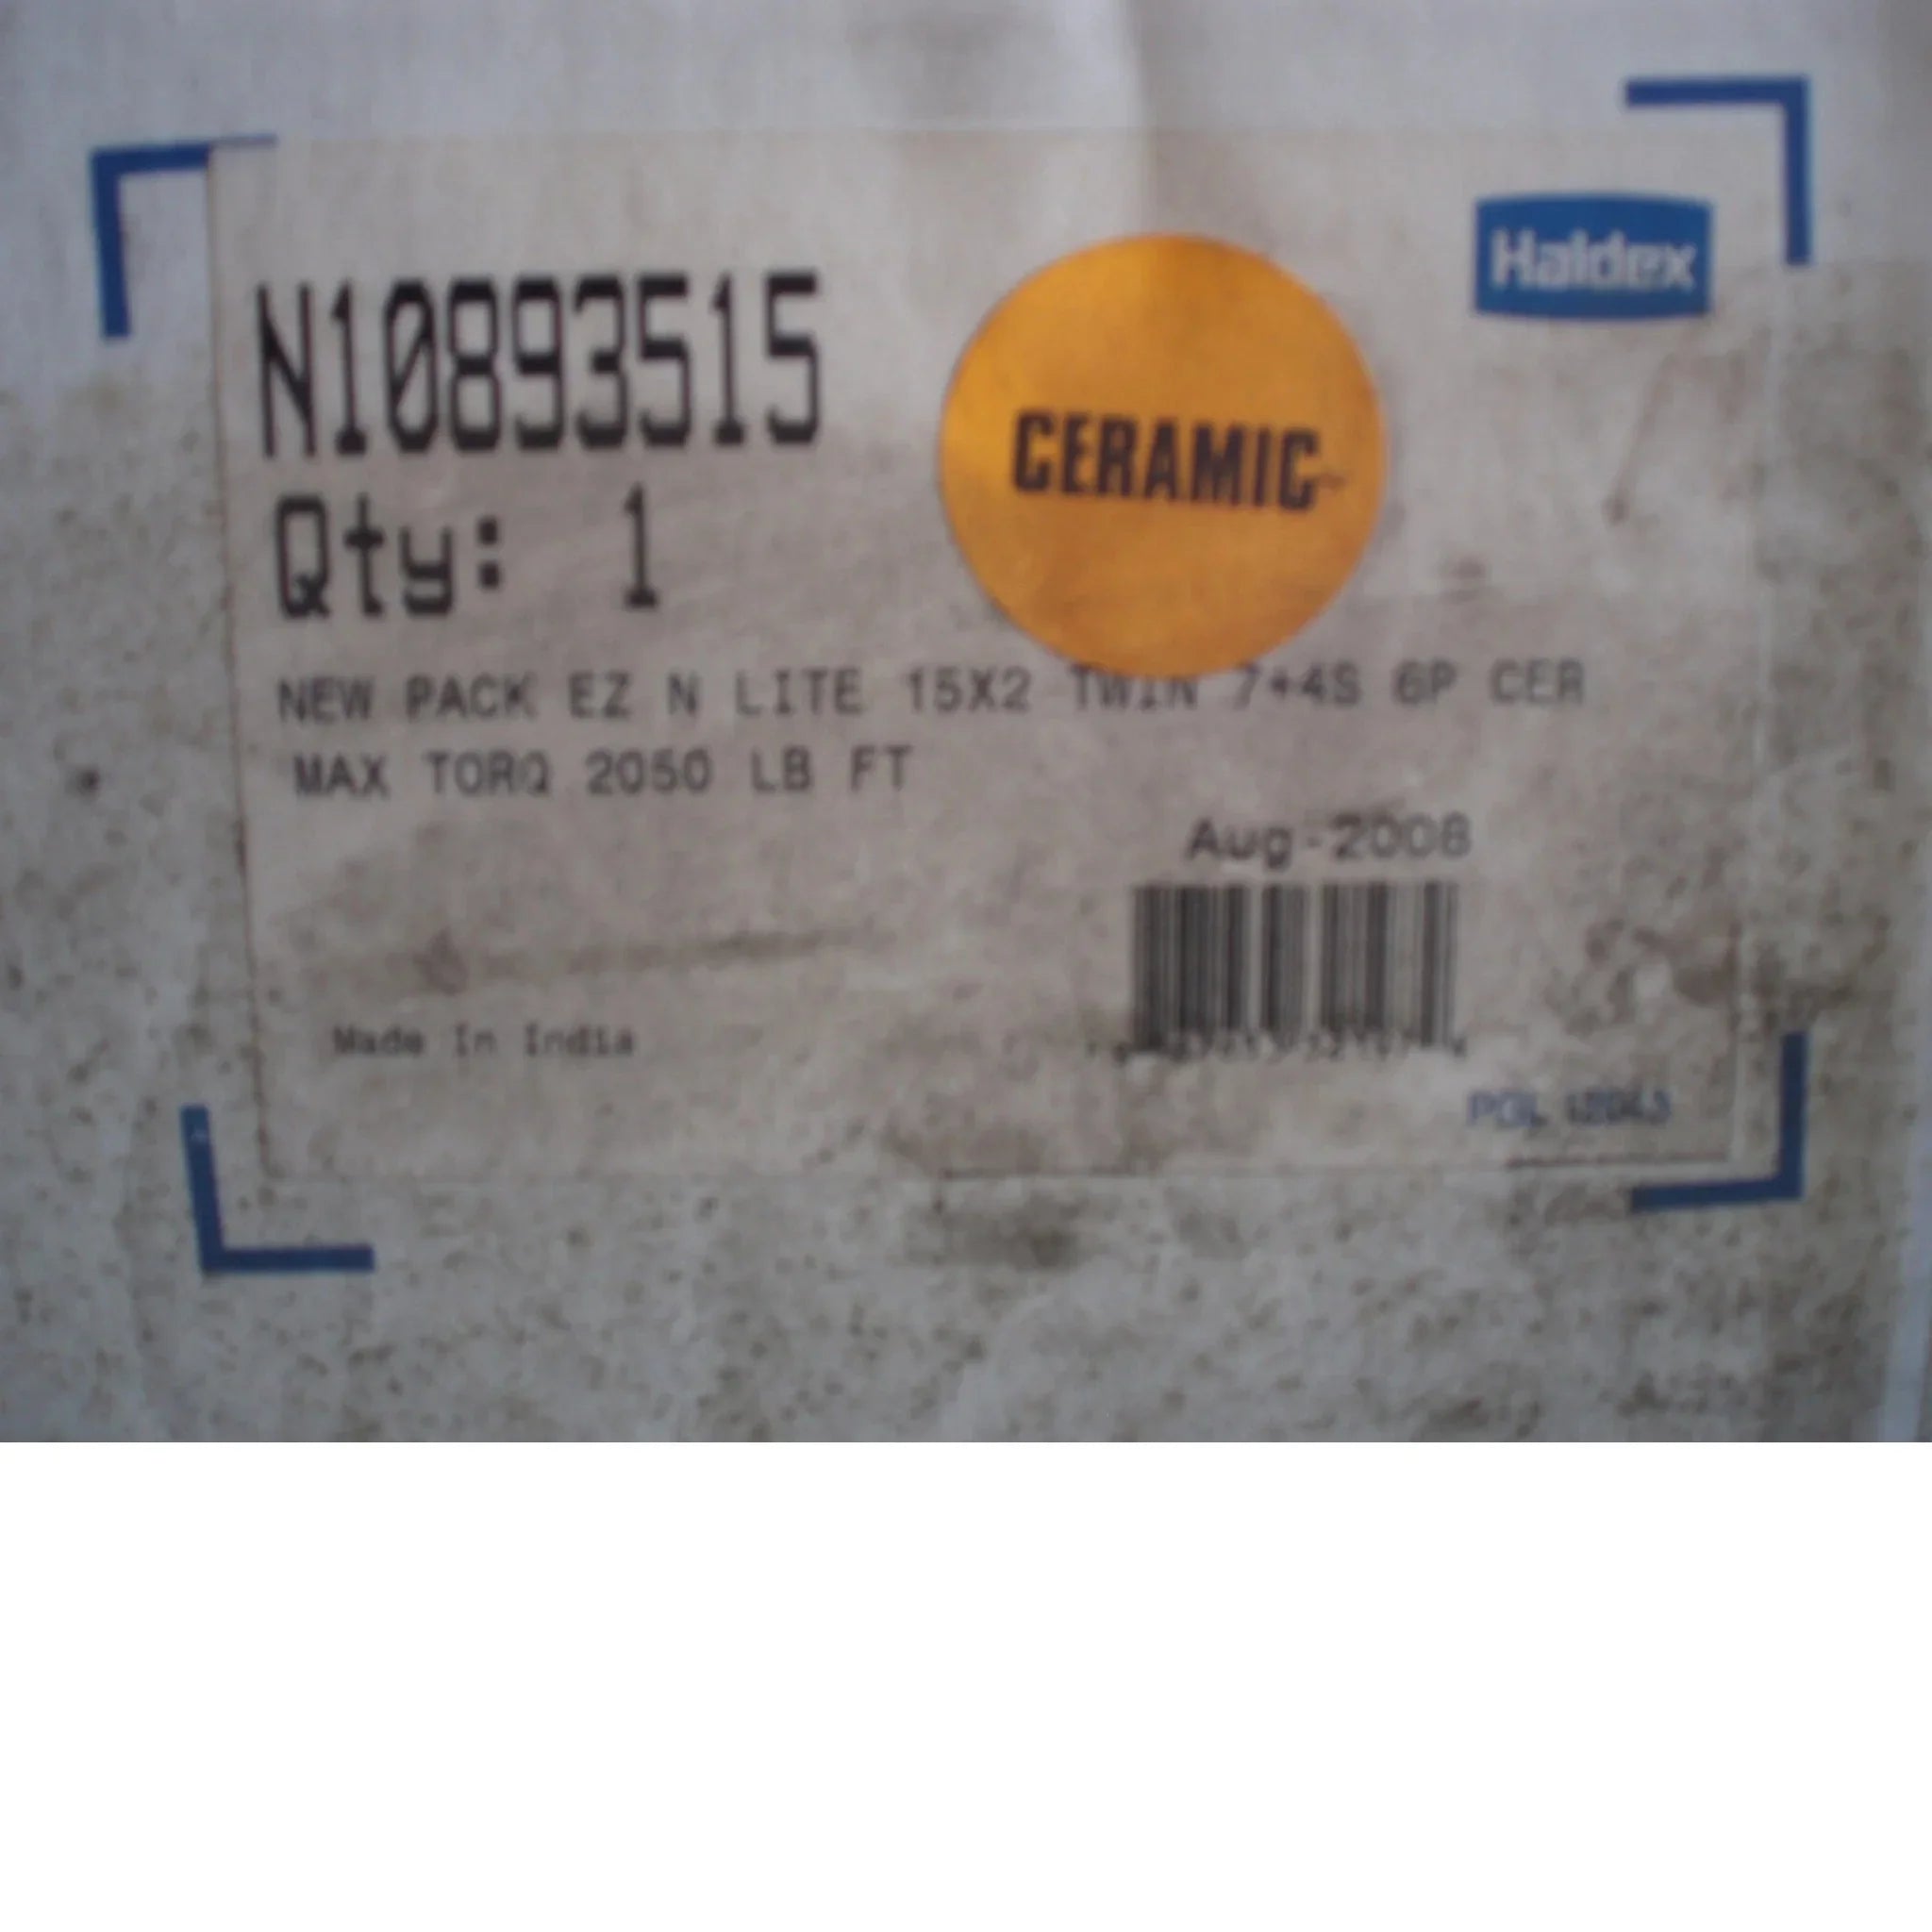 Haldex
N10893515
CERAMIC
Qty: 1
NEW PACK EZ N LITE 15X2 TWIN 7+4S 6P CER
MAX TORQ 2050 LB FT
Aug-2008
Made In India
PGL